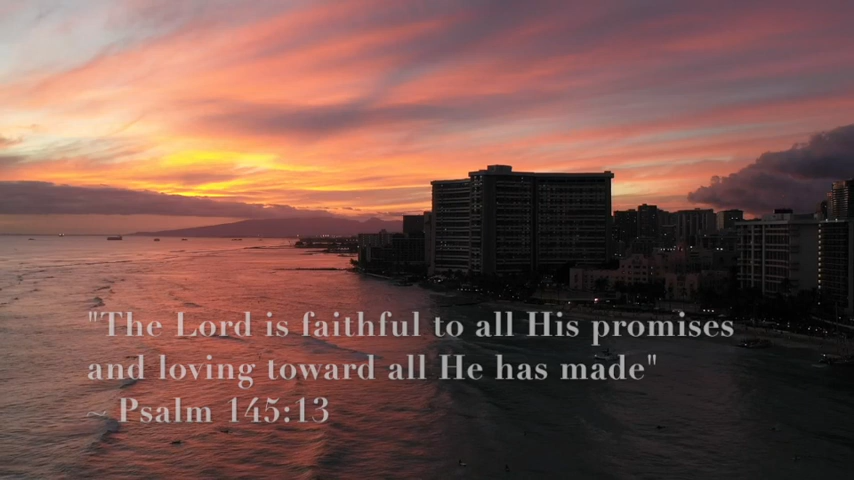 "The Lord is faithful to all His promises
and loving toward all He has made"
~ Psalm 145:13